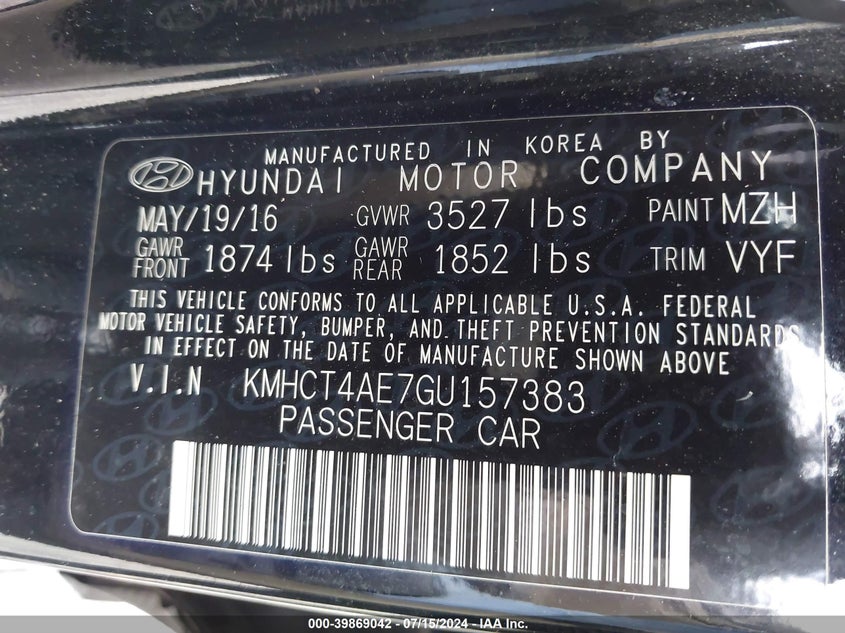 MANUFACTURED IN KOREA BY
HYUNDAI MOTOR COMPANY
MAY/19/16 GVWR 3527 lbs PAINT MZH
GAWR FRONT 1874 lbs GAWR REAR 1852 lbs TRIM VYF
THIS VEHICLE CONFORMS TO ALL APPLICABLE U.S.A. FEDERAL
MOTOR VEHICLE SAFETY, BUMPER, AND THEFT PREVENTION STANDARDS
IN EFFECT ON THE DATE OF MANUFACTURE SHOWN ABOVE
V.I.N KMHCT4AE7GU157383
PASSENGER CAR
000-39869042 - 07/15/2024 - IAA Inc.